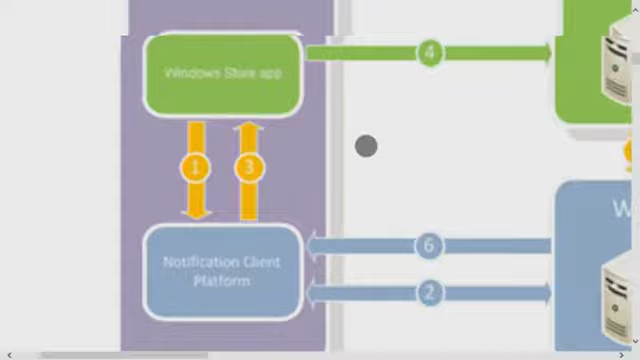 Windows Store app
4
1
3
W
Notification Client
Platform
6
2